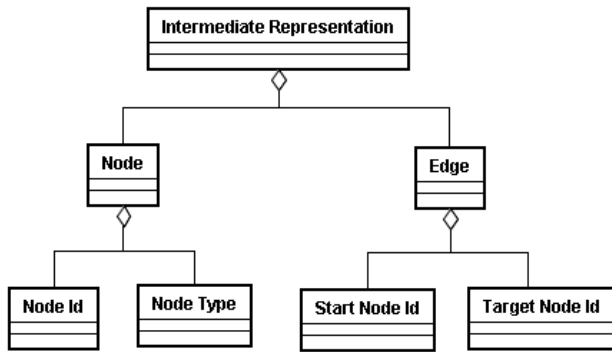 Intermediate Representation
Node
Edge
Node Id
Node Type
Start Node Id
Target Node Id